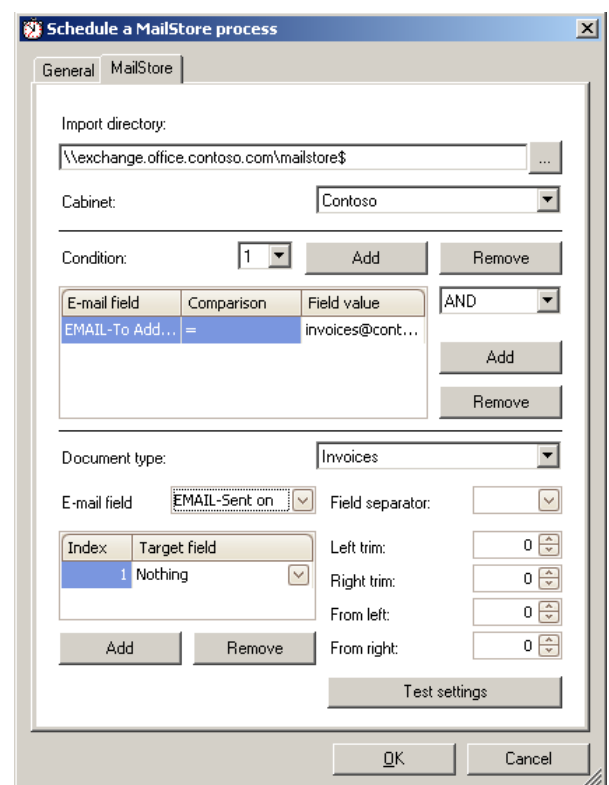 Schedule a MailStore process
General MailStore
Import directory:
\\exchange.office.contoso.com\mailstore$ ...
Cabinet: Contoso
Condition: 1 Add Remove
E-mail field Comparison Field value AND
EMAIL-To Add... = invoices@cont...
Add
Remove
Document type: Invoices
E-mail field EMAIL-Sent on Field separator:
Index Target field Left trim: 0
1 Nothing Right trim: 0
From left: 0
Add Remove From right: 0
Test settings
OK Cancel